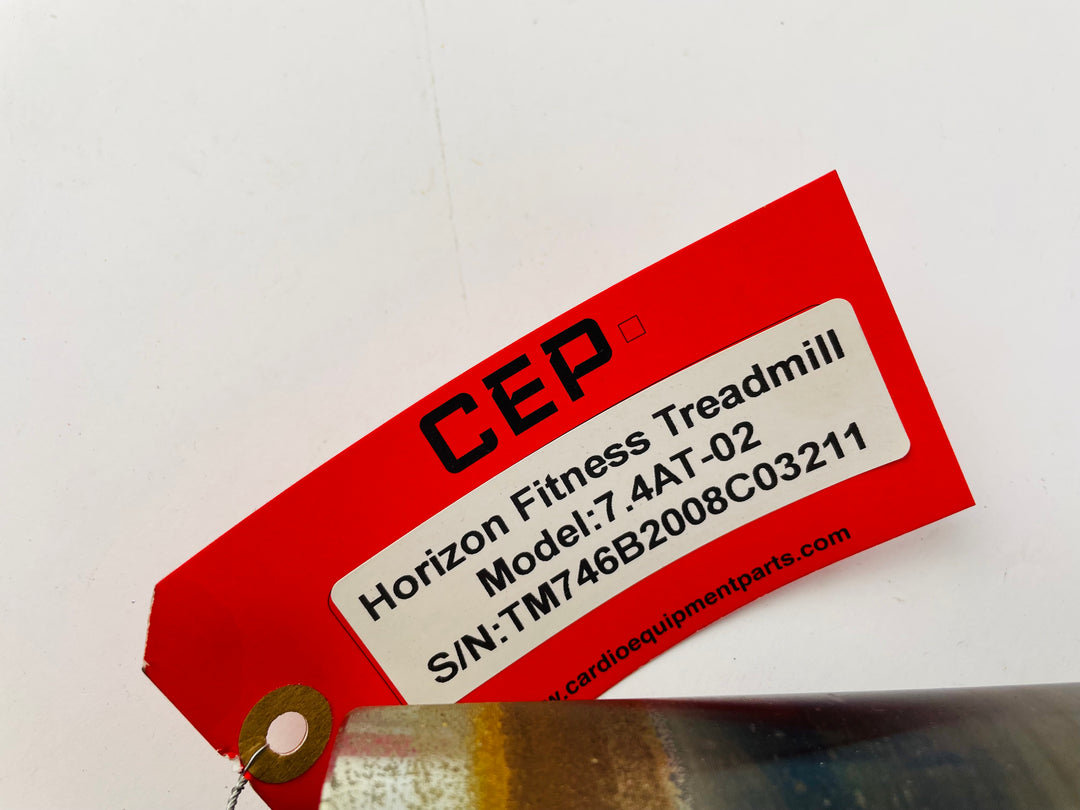 CEP
Horizon Fitness Treadmill
Model:7.4AT-02
S/N:TM746B2008C03211
w.cardioequipmentparts.com